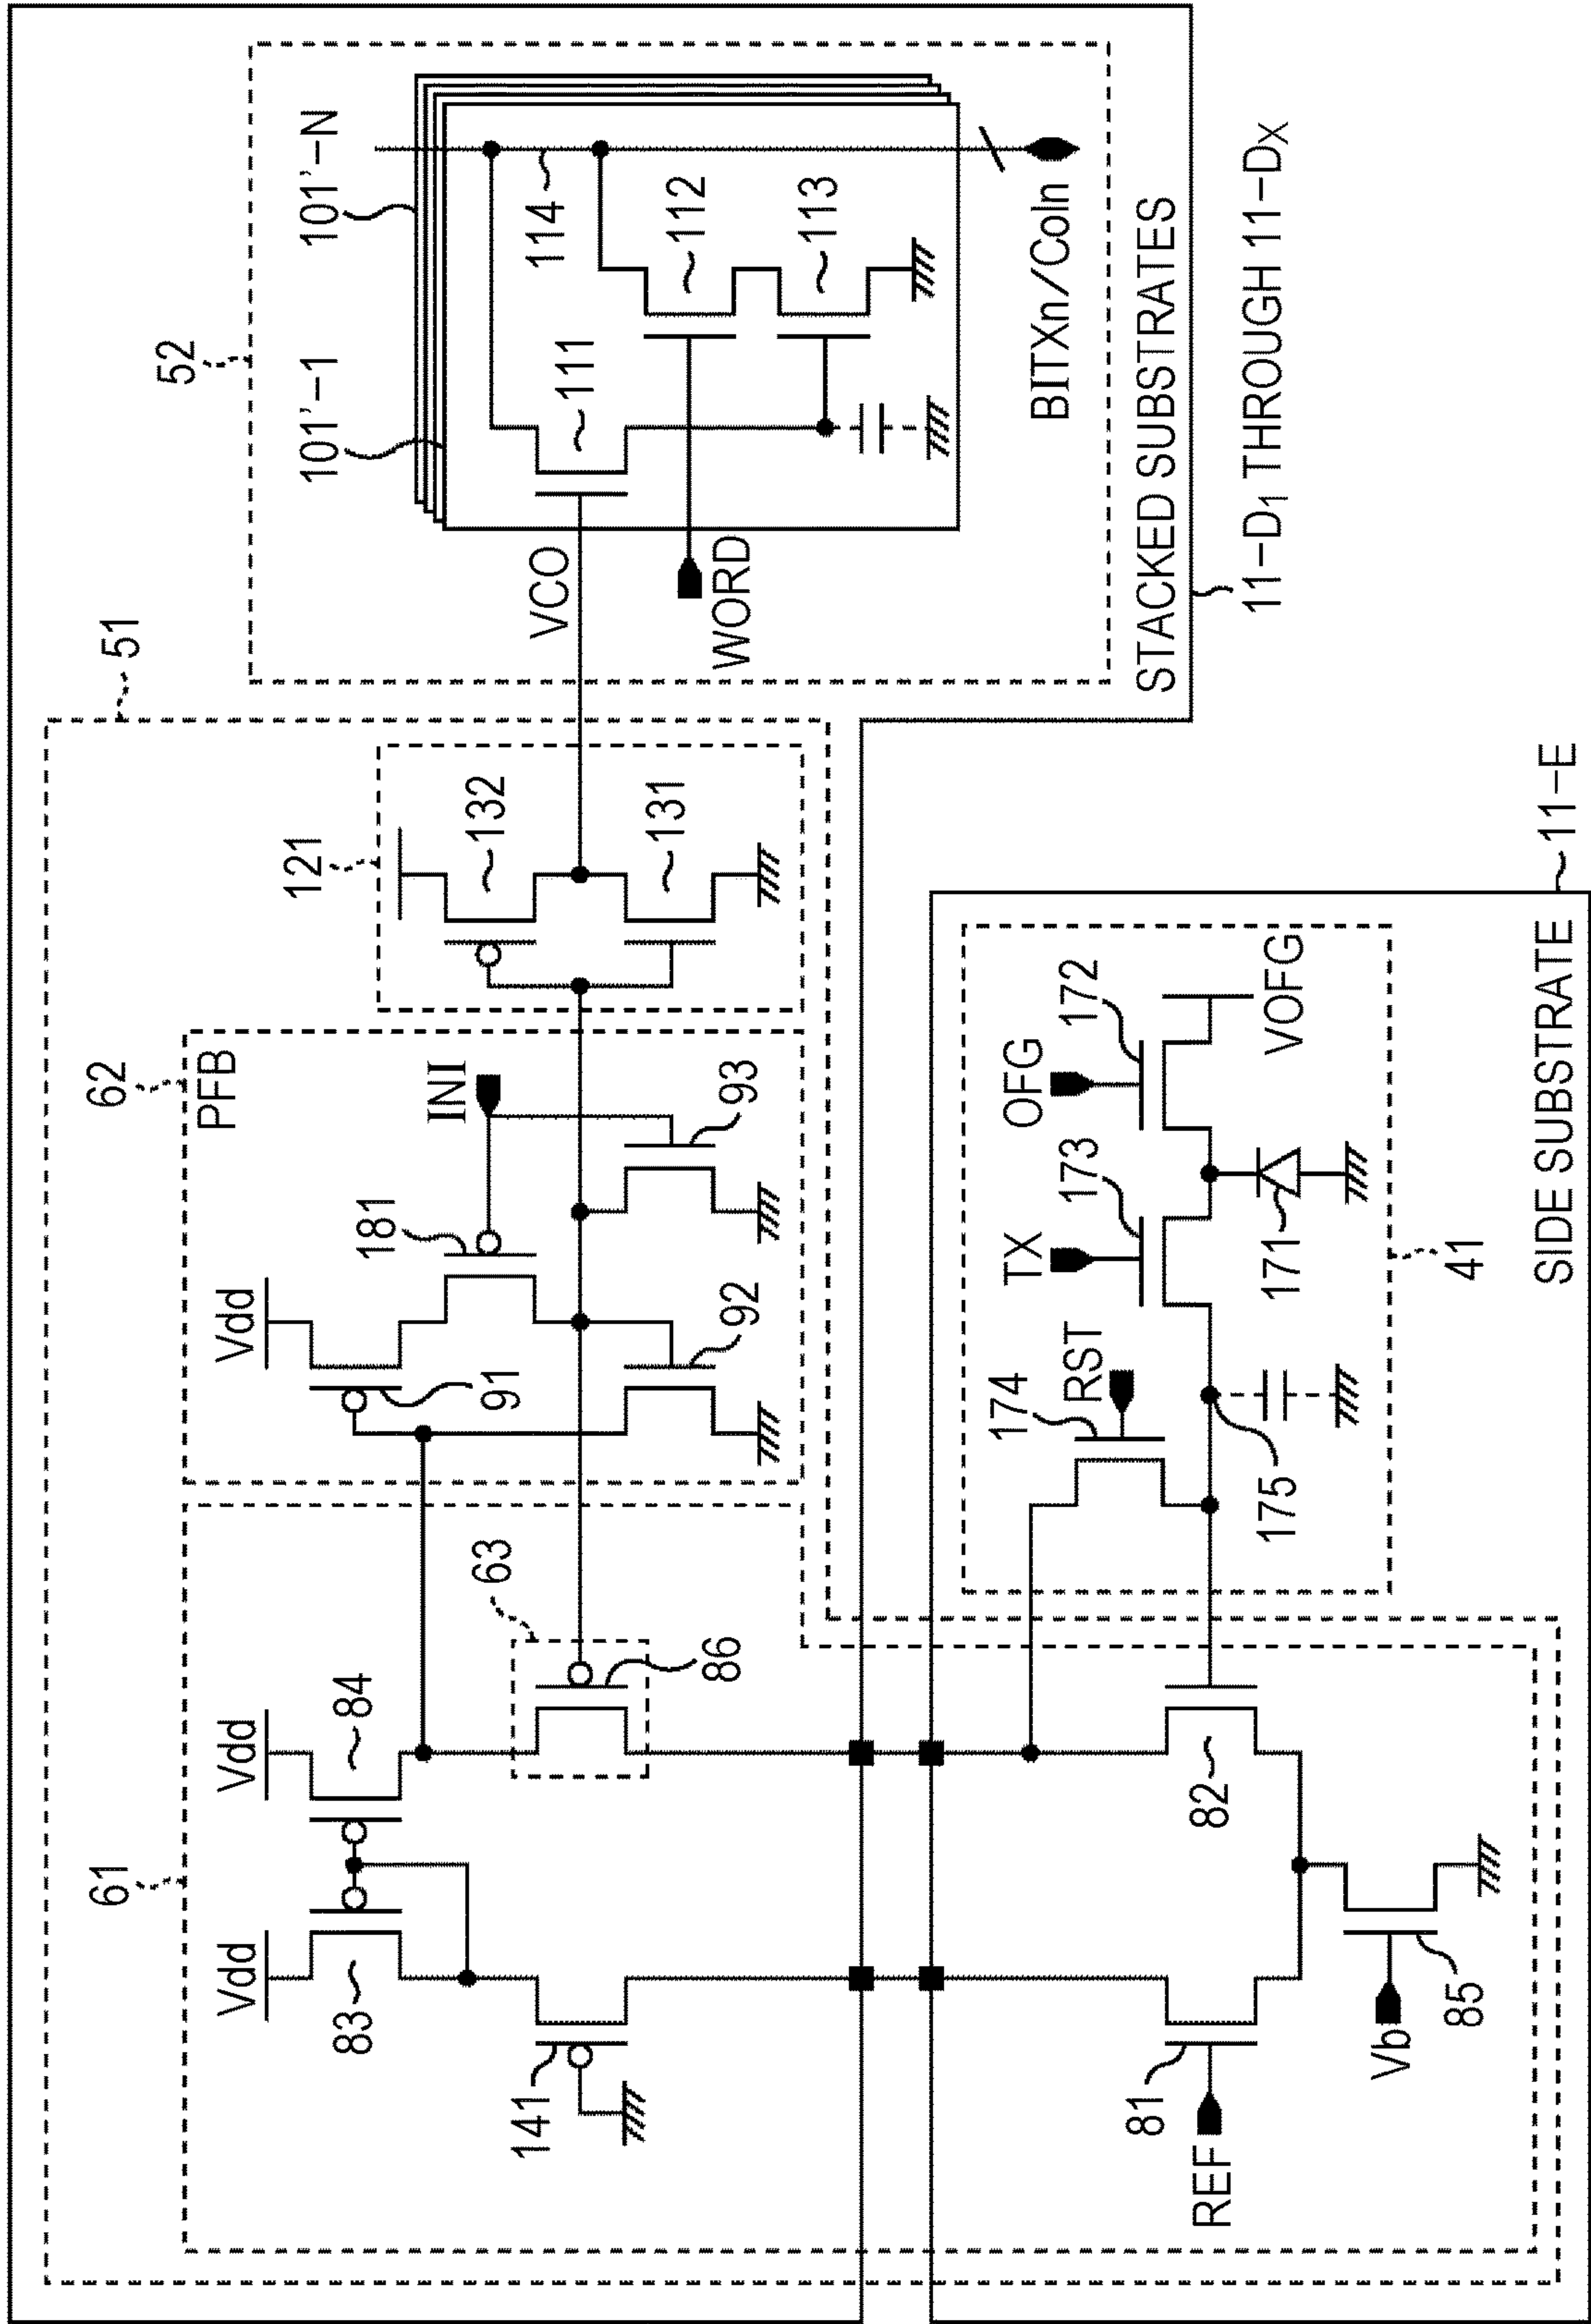 51
52
61
62
121
101'-1
101'-N
Vdd
Vdd
83
84
PFB
Vdd
91
181
INI
132
131
VCO
WORD
111
114
112
113
63
141
86
92
93
BITXn/Coln
STACKED SUBSTRATES
11-D1 THROUGH 11-DX
174
RST
TX
173
OFG
172
VOFG
175
171
41
81
REF
82
Vb
85
SIDE SUBSTRATE
11-E